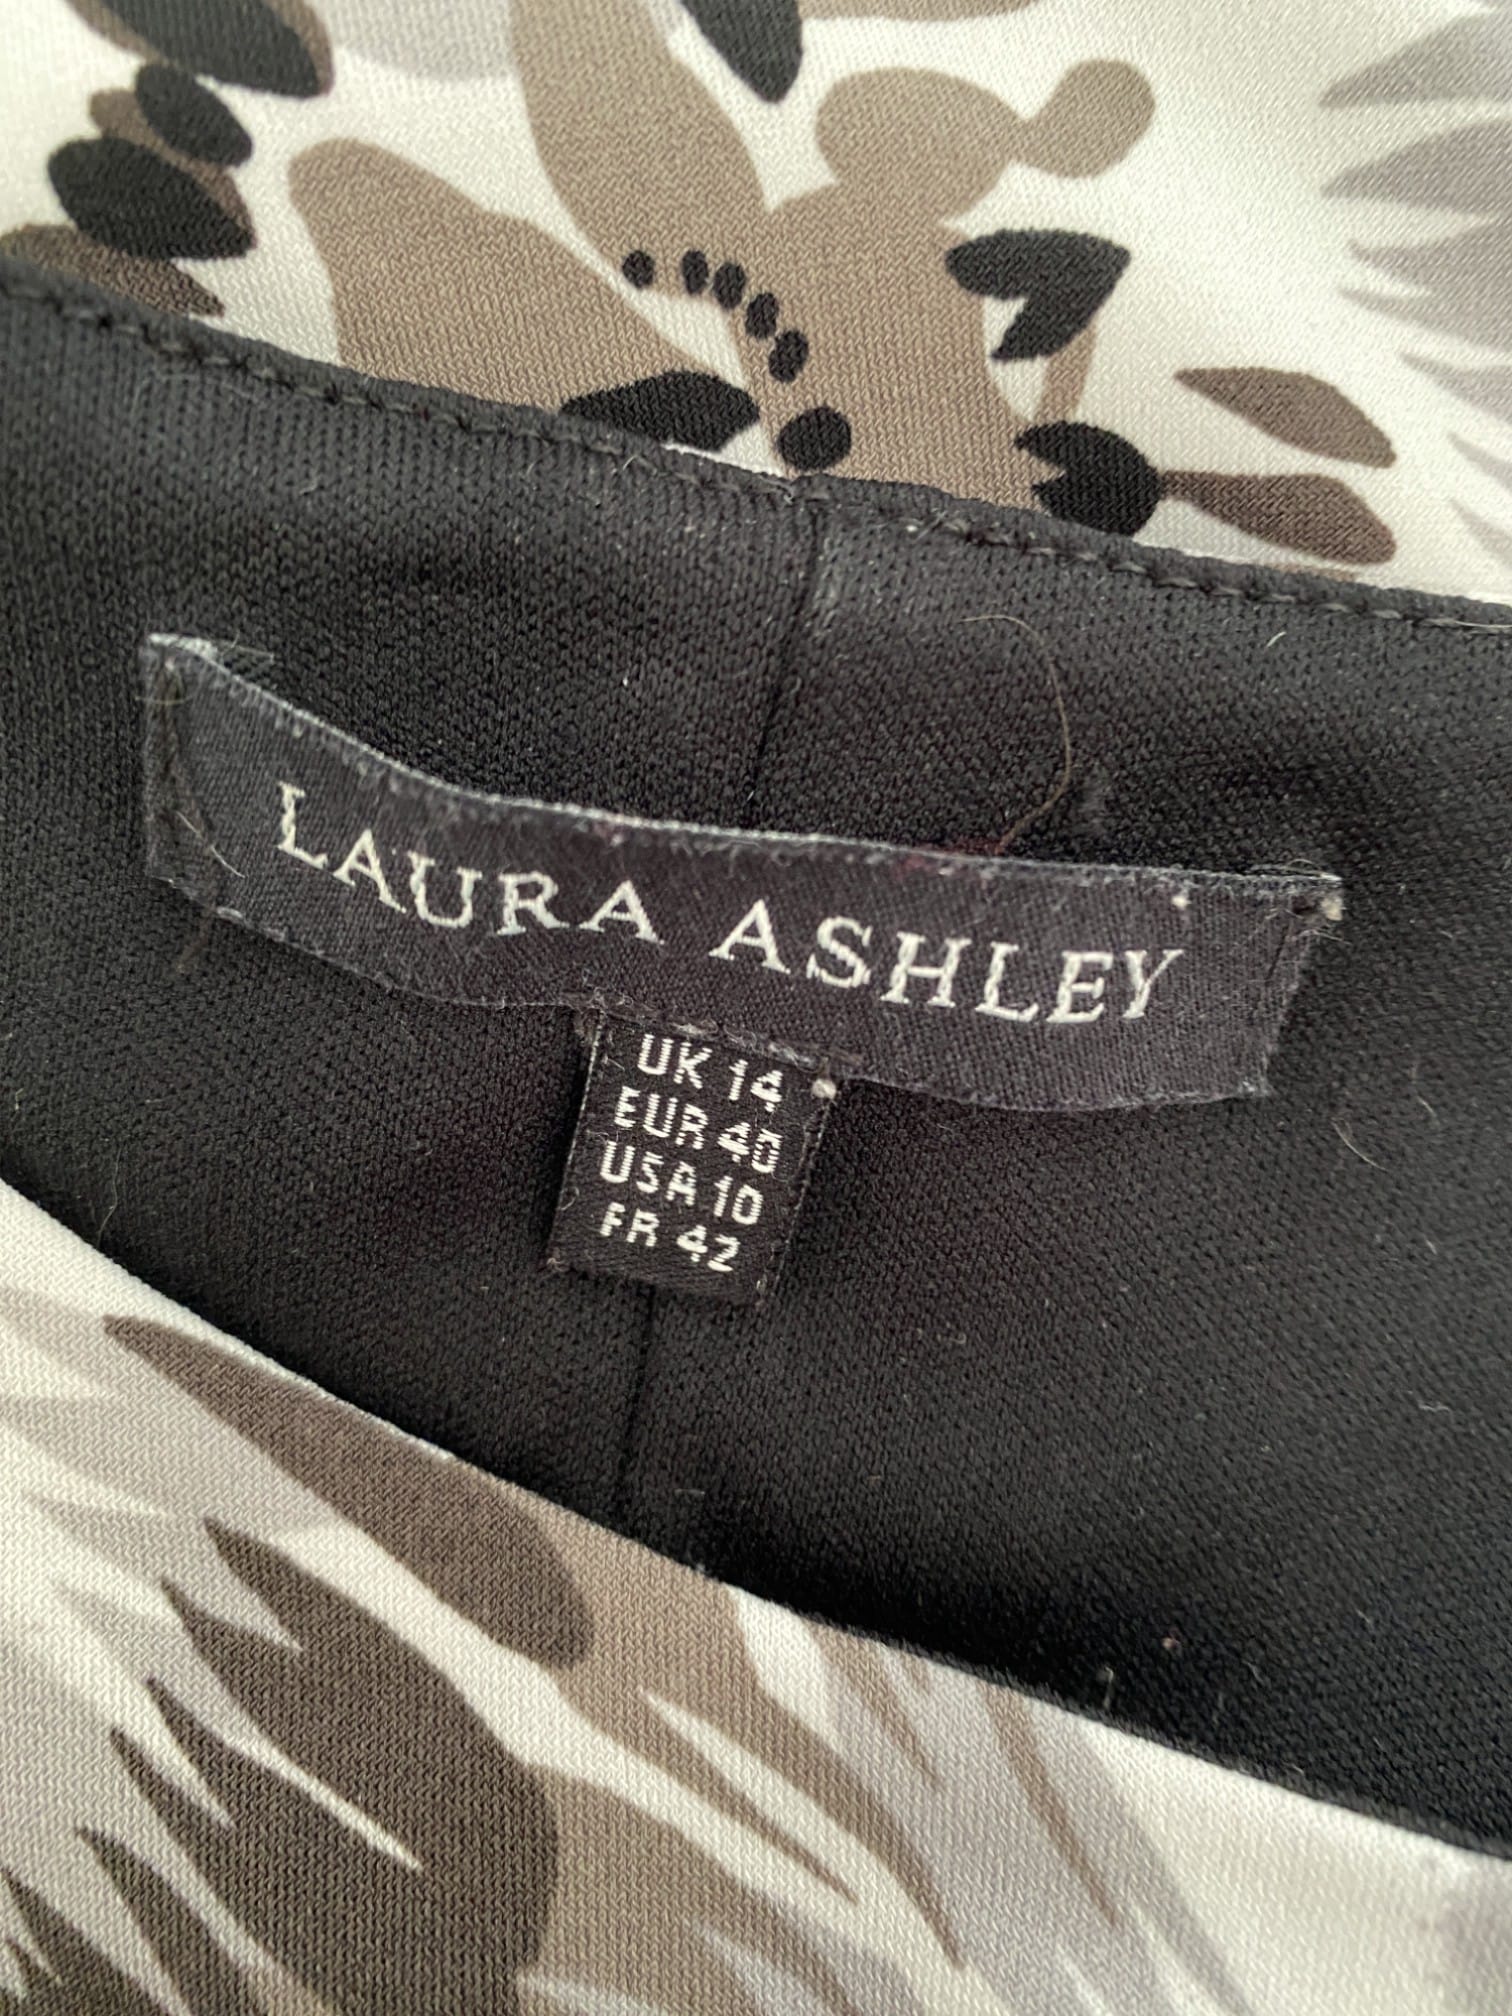 LAURA ASHLEY
UK 14
EUR 40
USA 10
FR 42